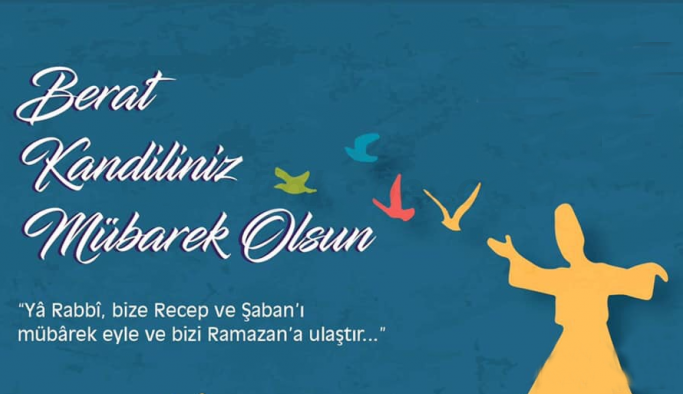 Berat
Kandiliniz
Mübarek Olsun
“Yâ Rabbî, bize Recep ve Şaban’ı
mübârek eyle ve bizi Ramazan’a ulaştır...”